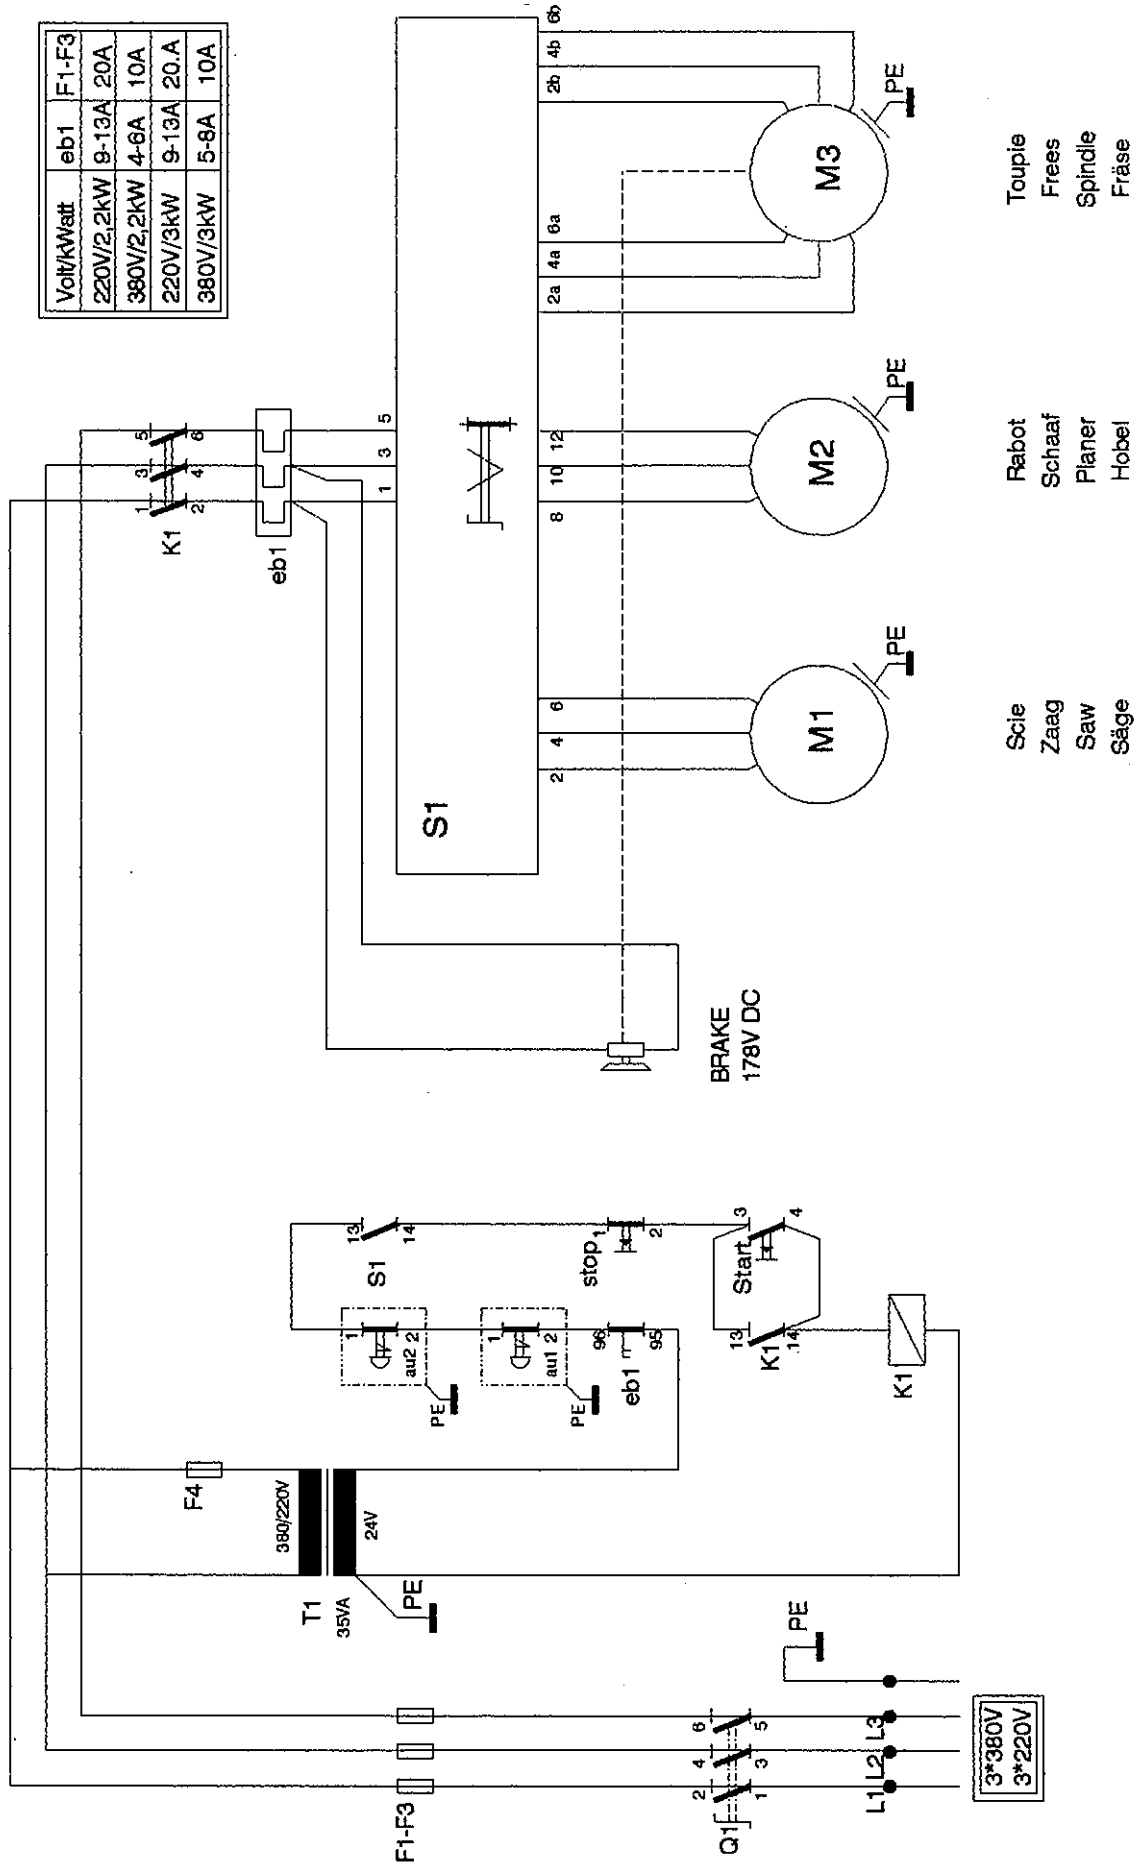 Volt/kWatt eb1 F1-F3
220V/2,2kW 9-13A 20A
380V/2,2kW 4-6A 10A
220V/3kW 9-13A 20.A
380V/3kW 5-8A 10A
F4
380/220V
T1
35VA
24V
PE
F1-F3
Q1
2 4 6
1 3 5
L1 L2 L3
PE
3*380V
3*220V
1
au2
2
PE
1
au1
2
PE
96
eb1
95
13
S1
14
stop
1
2
3
Start
4
13
K1
14
K1
BRAKE
178V DC
1 3 5
K1
2 4 6
eb1
1 3 5
S1
2 4 6
8 10 12
2a 4a 6a
2b 4b 6b
M1
PE
M2
PE
M3
PE
Scie
Zaag
Saw
Säge
Rabot
Schaaf
Planer
Hobel
Toupie
Frees
Spindle
Fräse